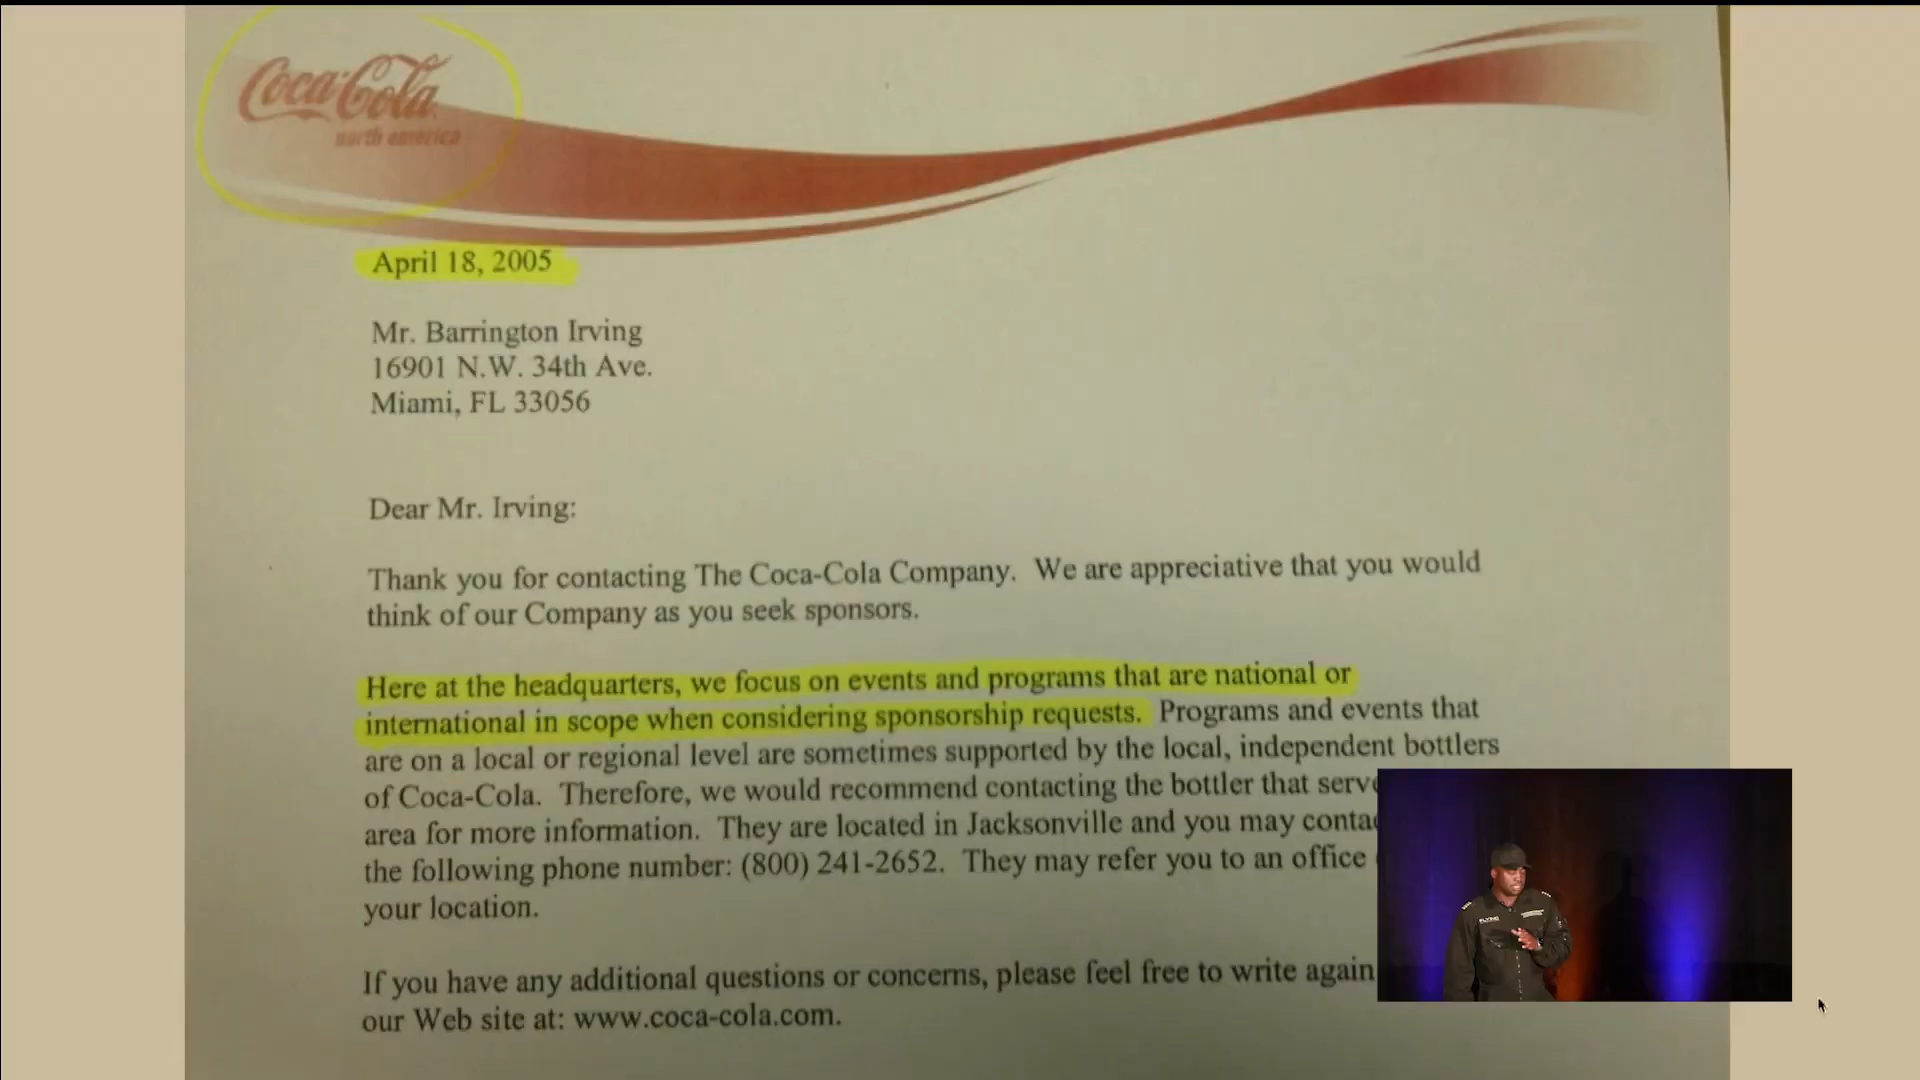 Coca-Cola
north america
April 18, 2005
Mr. Barrington Irving
16901 N.W. 34th Ave.
Miami, FL 33056
Dear Mr. Irving:
Thank you for contacting The Coca-Cola Company. We are appreciative that you would
think of our Company as you seek sponsors.
Here at the headquarters, we focus on events and programs that are national or
international in scope when considering sponsorship requests. Programs and events that
are on a local or regional level are sometimes supported by the local, independent bottlers
of Coca-Cola. Therefore, we would recommend contacting the bottler that
area for more information. They are located in Jacksonville and you may
the following phone number: (800) 241-2652. They may refer you to an office
your location.
If you have any additional questions or concerns, please feel free to write again
our Web site at: www.coca-cola.com.
FLYING